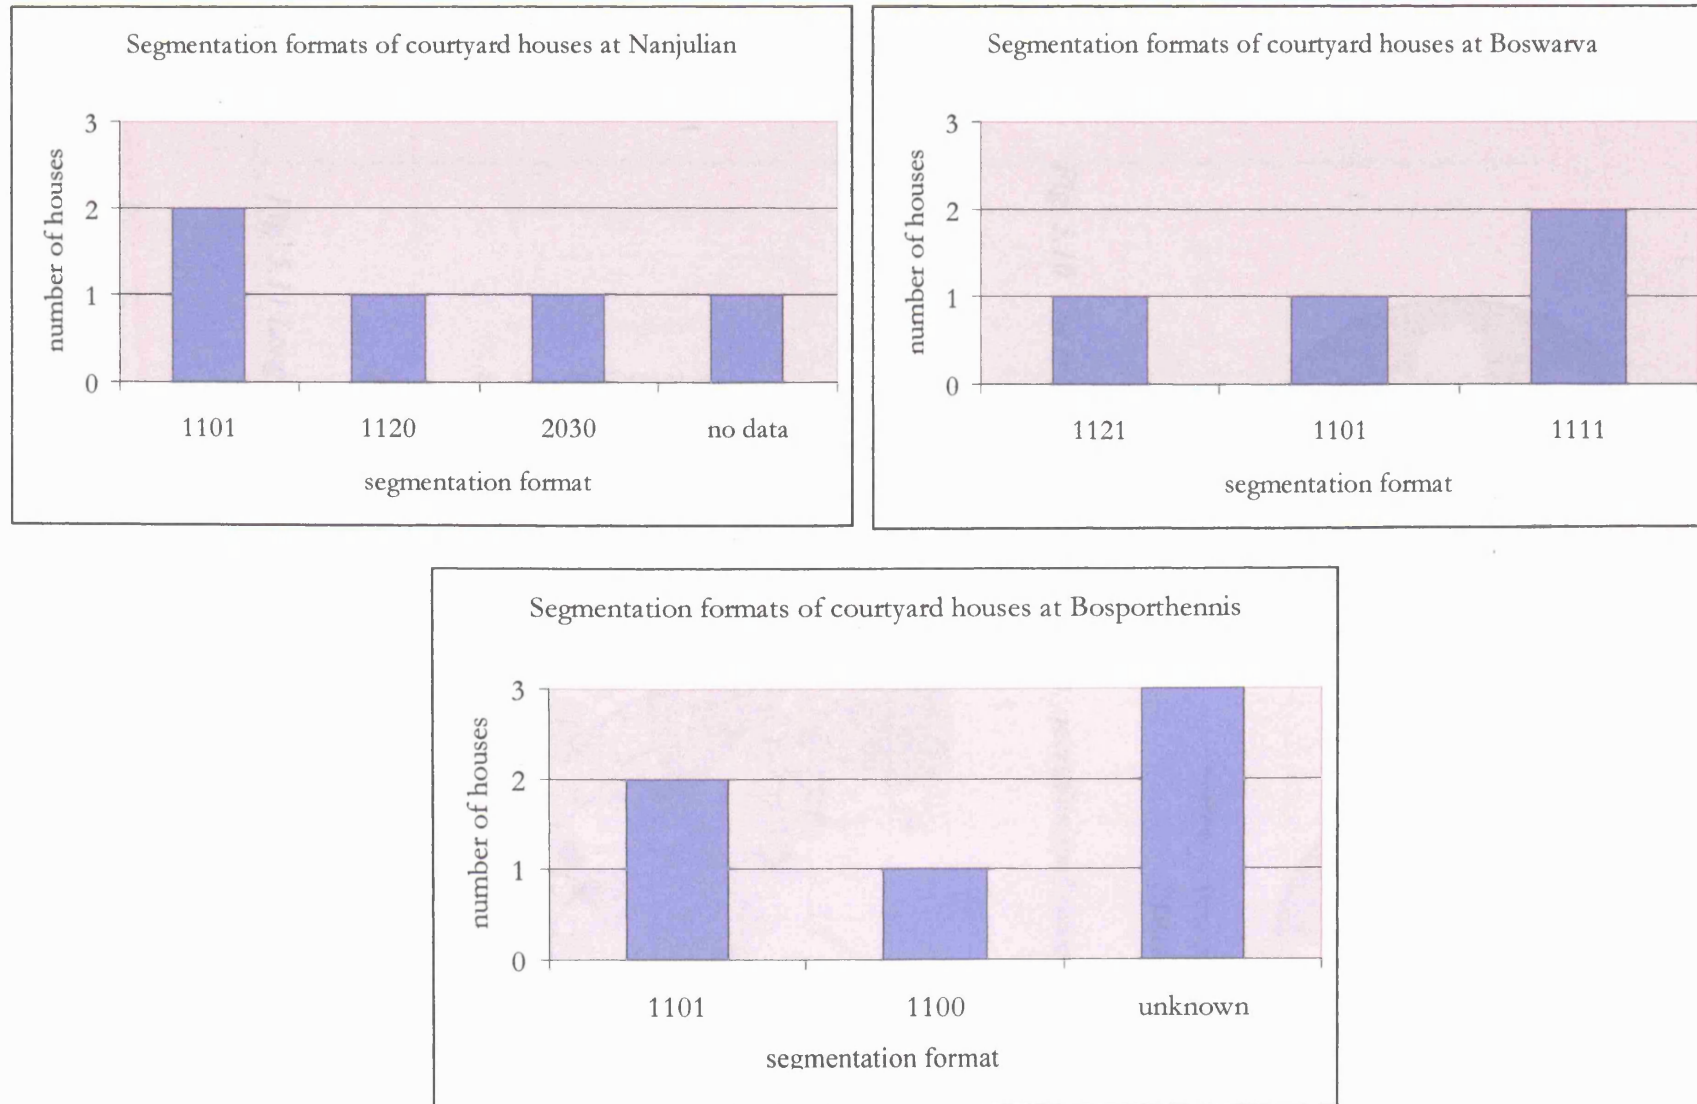 Segmentation formats of courtyard houses at Nanjulian
number of houses
3
2
1
0
1101 1120 2030 no data
segmentation format
Segmentation formats of courtyard houses at Boswarva
number of houses
3
2
1
0
1121 1101 1111
segmentation format
Segmentation formats of courtyard houses at Bosporthennis
number of houses
3
2
1
0
1101 1100 unknown
segmentation format